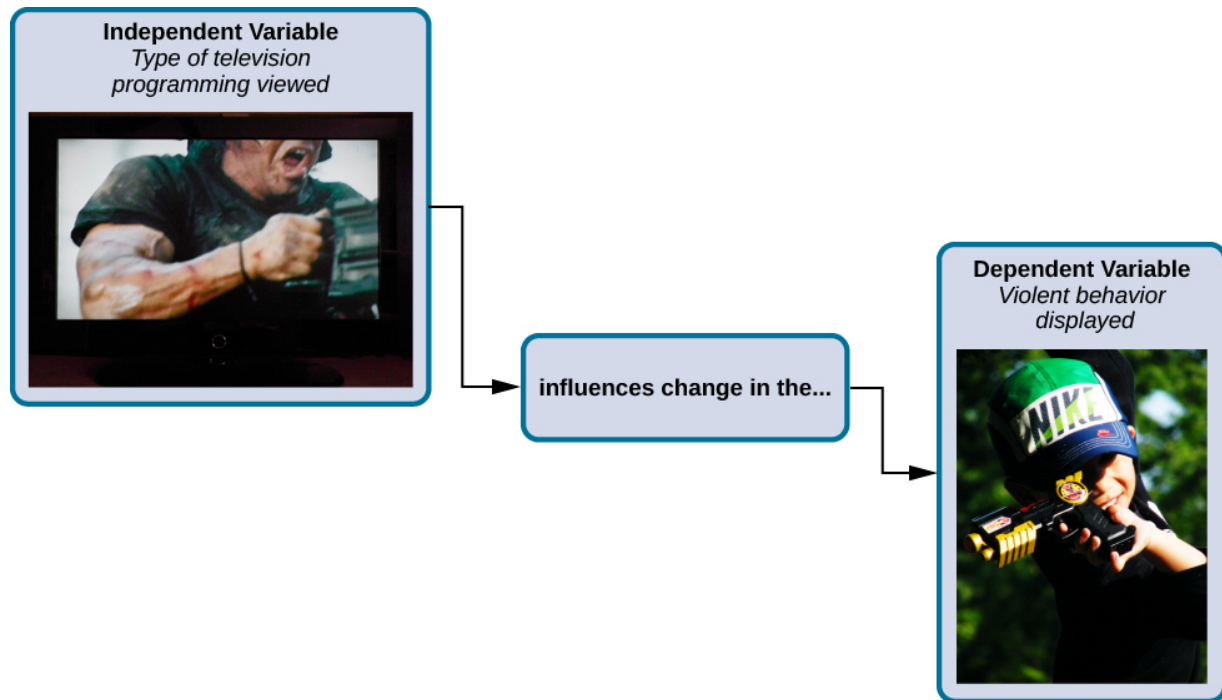 Independent Variable
Type of television
programming viewed
influences change in the...
Dependent Variable
Violent behavior
displayed
NIKE